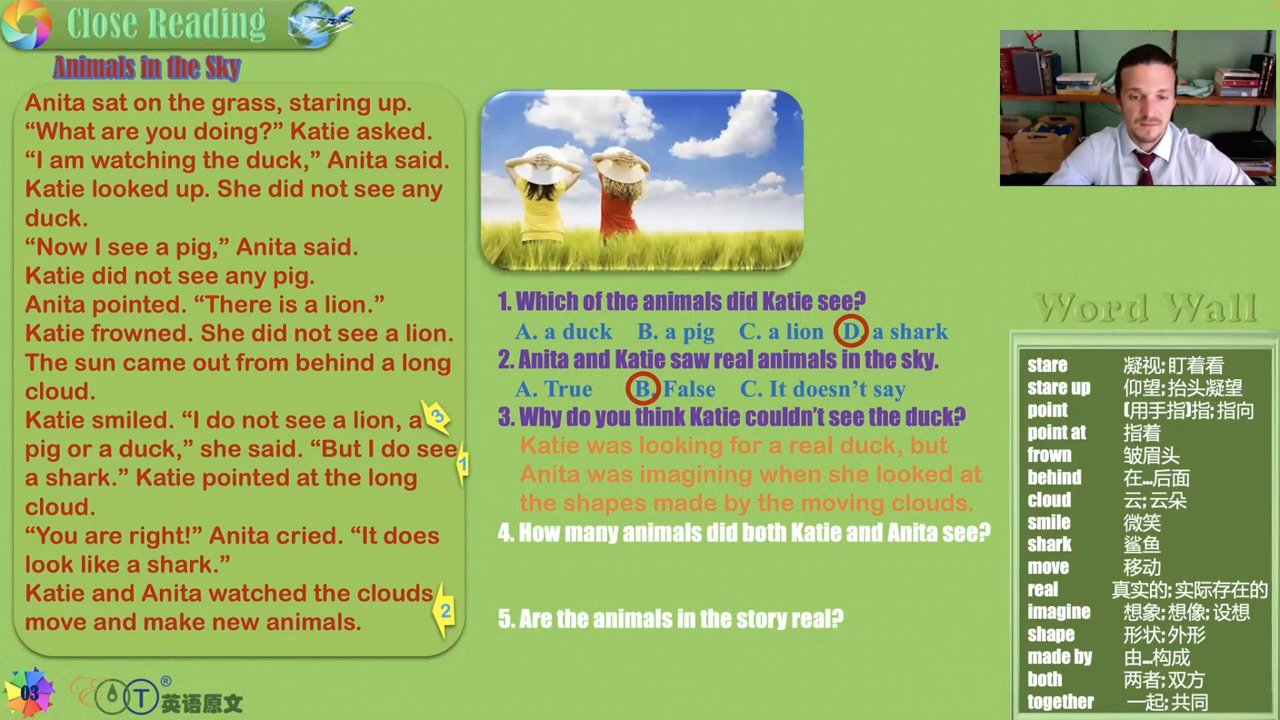 Close Reading
Animals in the Sky
Anita sat on the grass, staring up.
“What are you doing?” Katie asked.
“I am watching the duck,” Anita said.
Katie looked up. She did not see any
duck.
“Now I see a pig,” Anita said.
Katie did not see any pig.
Anita pointed. “There is a lion.”
Katie frowned. She did not see a lion.
The sun came out from behind a long
cloud.
Katie smiled. “I do not see a lion, a
3
pig or a duck,” she said. “But I do see
1
a shark.” Katie pointed at the long
cloud.
“You are right!” Anita cried. “It does
look like a shark.”
Katie and Anita watched the clouds
2
move and make new animals.
03
T
®
英语原文
1. Which of the animals did Katie see?
A. a duck B. a pig C. a lion D. a shark
2. Anita and Katie saw real animals in the sky.
A. True B. False C. It doesn’t say
3. Why do you think Katie couldn’t see the duck?
Katie was looking for a real duck, but
Anita was imagining when she looked at
the shapes made by the moving clouds.
4. How many animals did both Katie and Anita see?
5. Are the animals in the story real?
Word Wall
stare 凝视; 盯着看
stare up 仰望; 抬头凝望
point (用手指)指; 指向
point at 指着
frown 皱眉头
behind 在...后面
cloud 云; 云朵
smile 微笑
shark 鲨鱼
move 移动
real 真实的; 实际存在的
imagine 想象; 想像; 设想
shape 形状; 外形
made by 由...构成
both 两者; 双方
together 一起; 共同